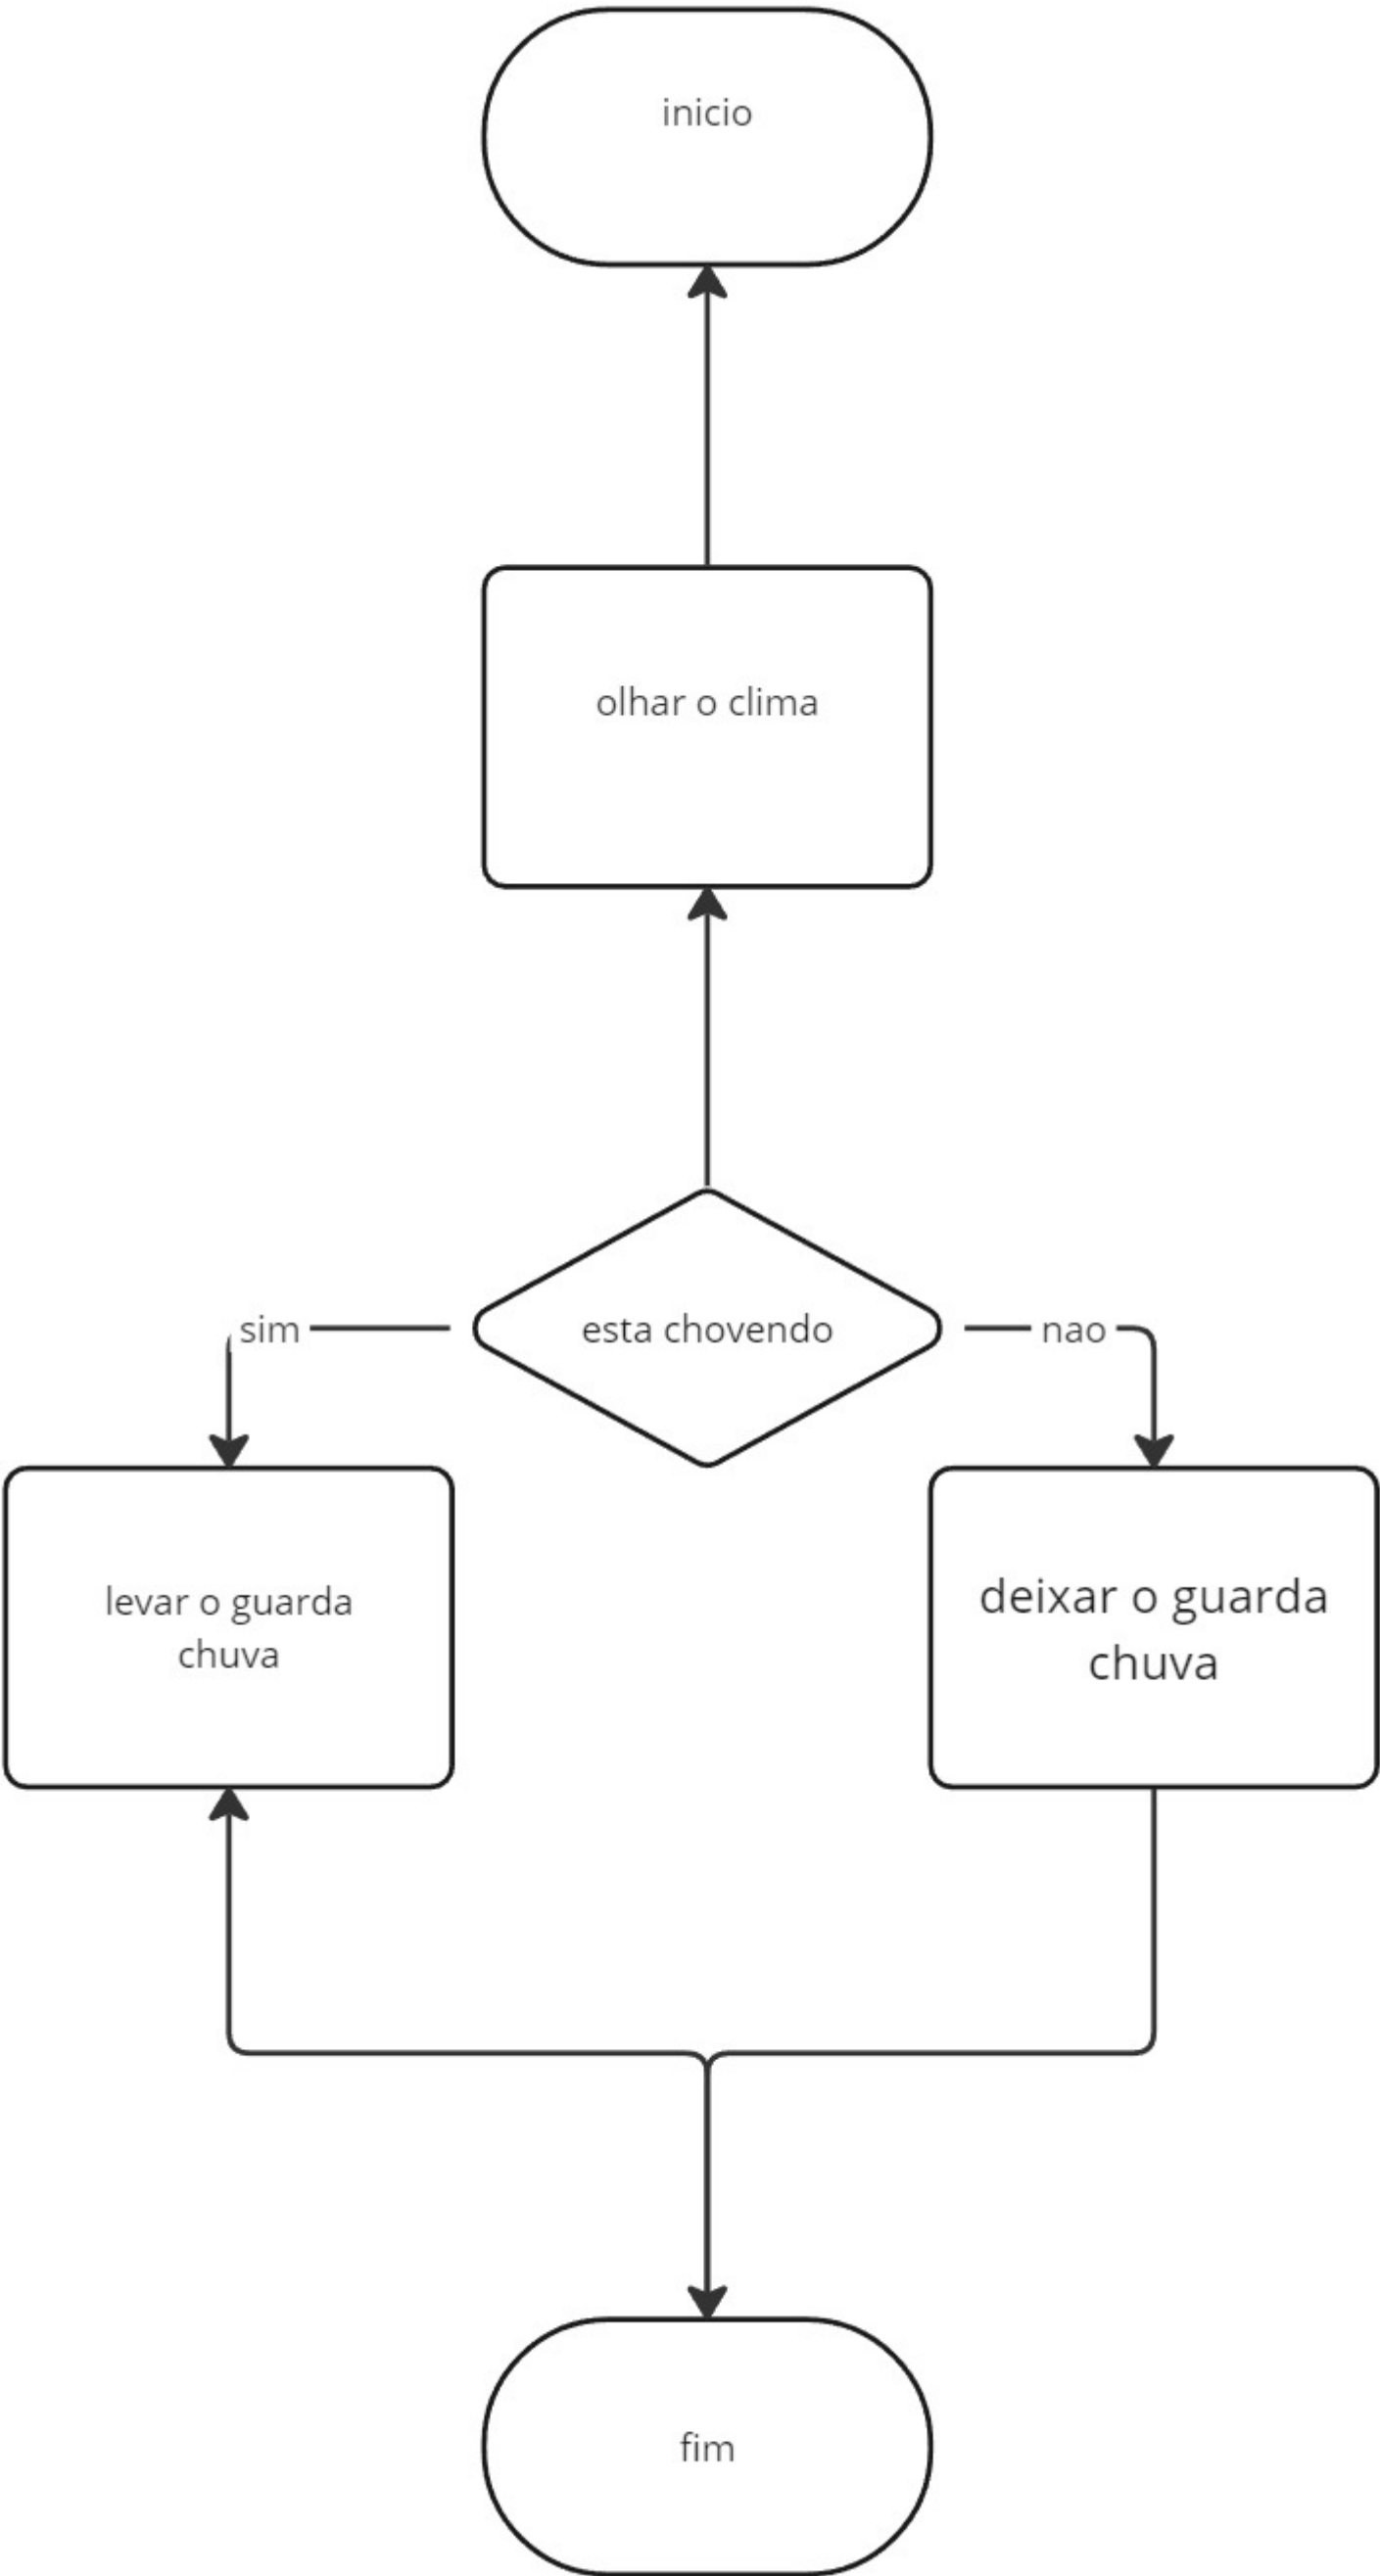 inicio
olhar o clima
sim
esta chovendo
nao
levar o guarda
chuva
deixar o guarda
chuva
fim